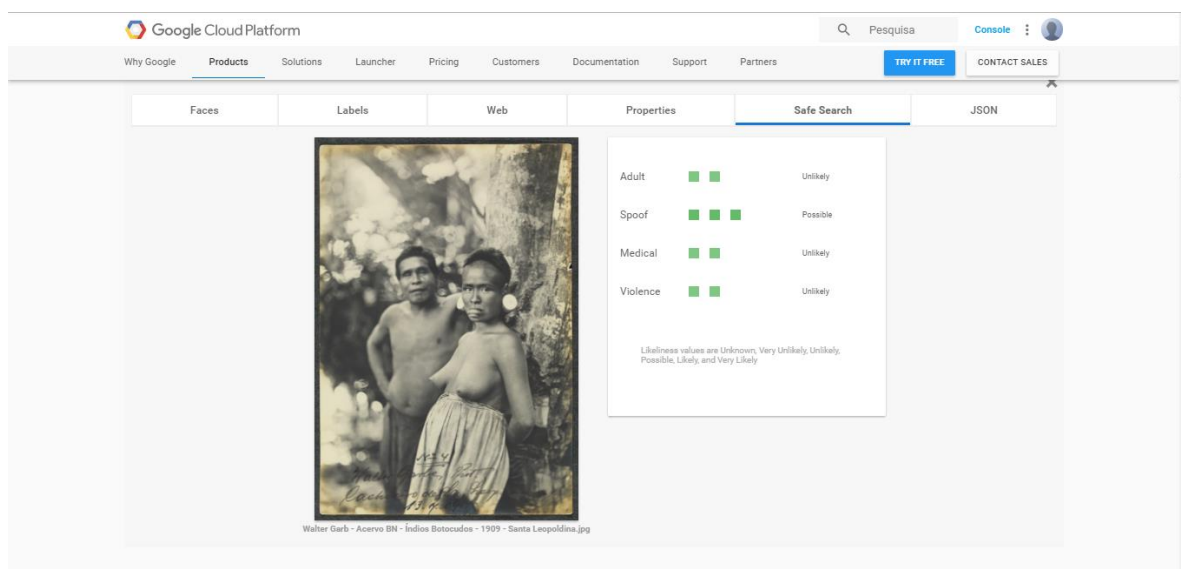 Google Cloud Platform
Pesquisa
Console
Why Google
Products
Solutions
Launcher
Pricing
Customers
Documentation
Support
Partners
TRY IT FREE
CONTACT SALES
Faces
Labels
Web
Properties
Safe Search
JSON
Adult
Unlikely
Spoof
Possible
Medical
Unlikely
Violence
Unlikely
Likeliness values are Unknown, Very Unlikely, Unlikely,
Possible, Likely, and Very Likely
Walter Garb - Acervo BN - Índios Botocudos - 1909 - Santa Leopoldina.jpg